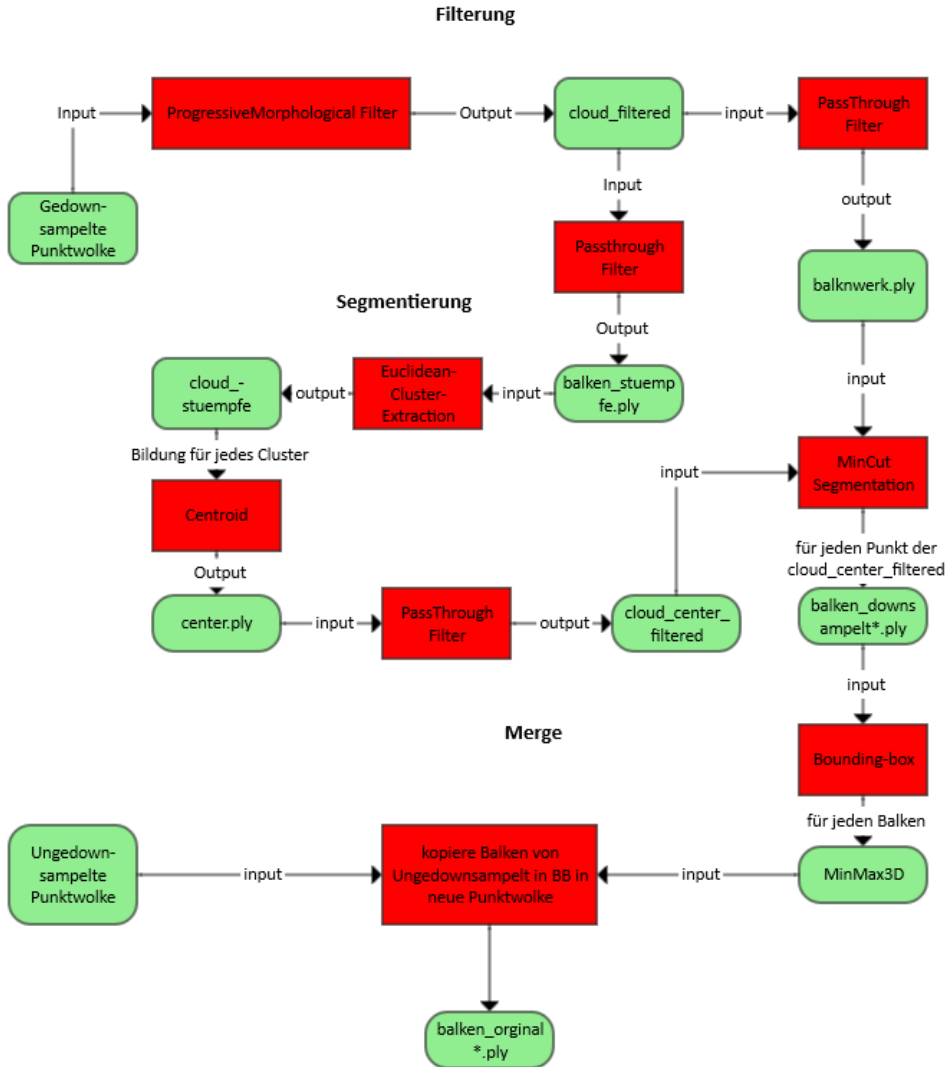 Filterung
Input
ProgressiveMorphological Filter
Output
cloud_filtered
input
PassThrough
Filter
Gedown-
sampelte
Punktwolke
Input
output
Passthrough
Filter
balknwerk.ply
Segmentierung
Output
input
cloud_-
stuempfe
output
Euclidean-
Cluster-
Extraction
input
balken_stuemp
fe.ply
Bildung für jedes Cluster
input
MinCut
Segmentation
Centroid
Output
für jeden Punkt der
cloud_center_filtered
center.ply
input
PassThrough
Filter
output
cloud_center_
filtered
balken_downs
ampelt*.ply
input
Merge
Bounding-box
für jeden Balken
Ungedown-
sampelte
Punktwolke
input
kopiere Balken von
Ungedownsampelt in BB in
neue Punktwolke
input
MinMax3D
balken_orginal
*.ply